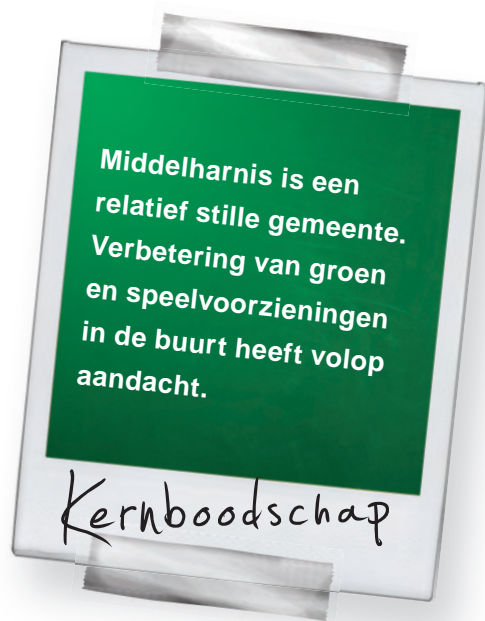 Middelharnis is een
relatief stille gemeente.
Verbetering van groen
en speelvoorzieningen
in de buurt heeft volop
aandacht.
Kernboodschap